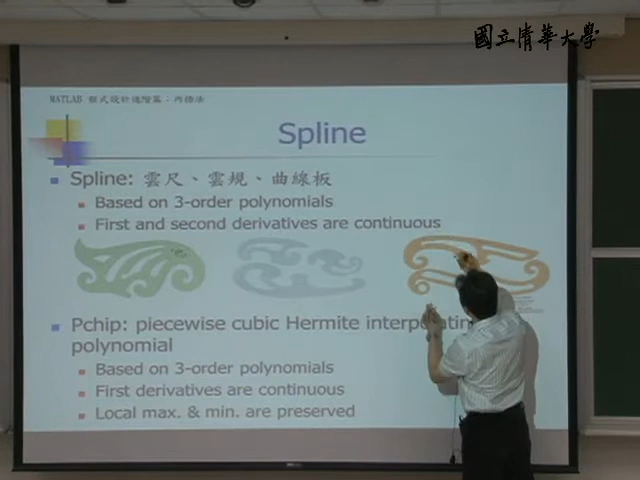 國立清華大學
MATLAB 程式設計進階篇：內插法
Spline
Spline: 雲尺、雲規、曲線板
Based on 3-order polynomials
First and second derivatives are continuous
Pchip: piecewise cubic Hermite
polynomial
Based on 3-order polynomials
First derivatives are continuous
Local max. & min. are preserved